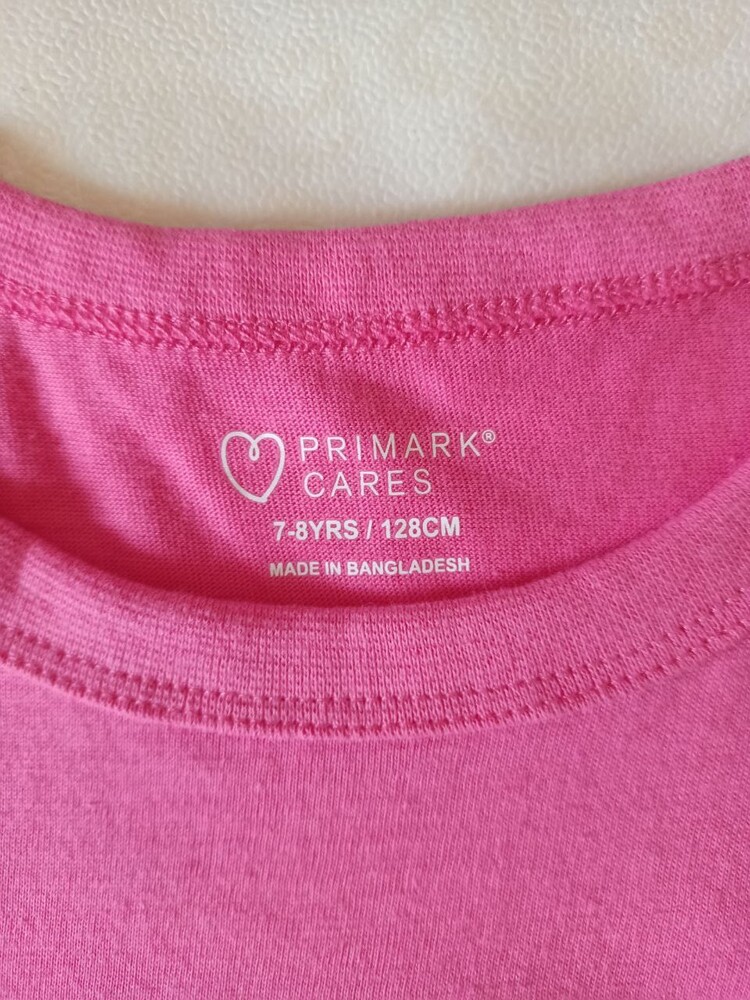 PRIMARK®
CARES
7-8YRS / 128CM
MADE IN BANGLADESH